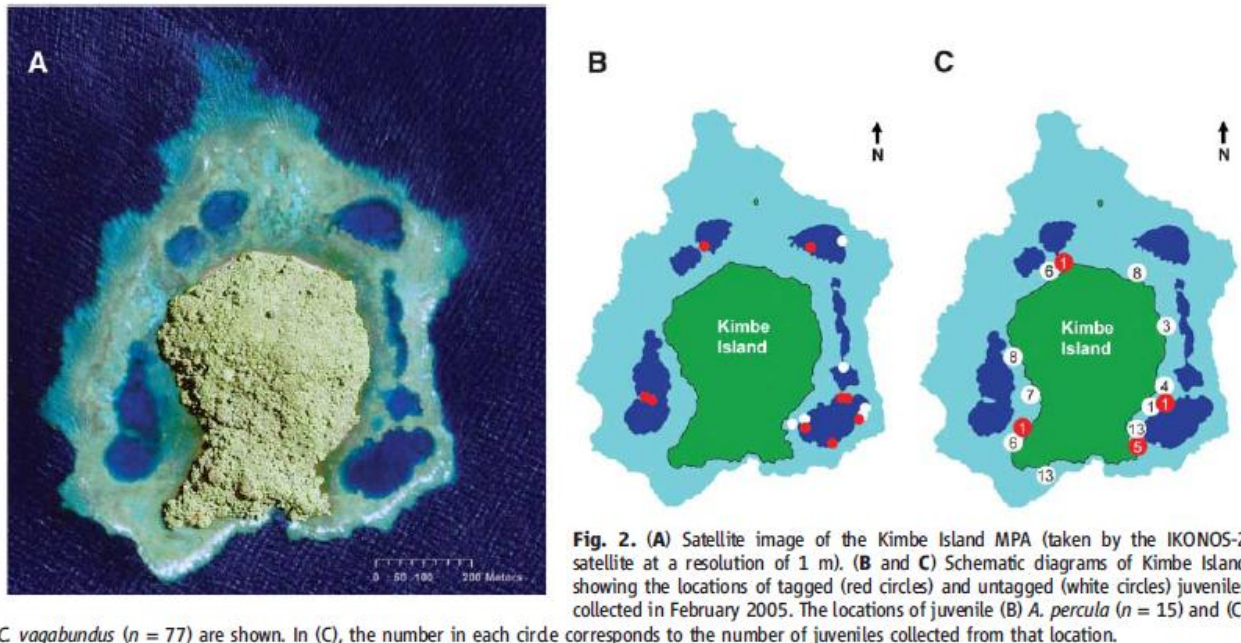 A
0 50 100 200 Meters
B
N
Kimbe
Island
C
N
6
1
8
3
Kimbe
Island
8
7
4
1
1
1
13
6
5
13
Fig. 2. (A) Satellite image of the Kimbe Island MPA (taken by the IKONOS-2
satellite at a resolution of 1 m). (B and C) Schematic diagrams of Kimbe Island
showing the locations of tagged (red circles) and untagged (white circles) juvenile
collected in February 2005. The locations of juvenile (B) A. percula (n = 15) and (C)
C. vagabundus (n = 77) are shown. In (C), the number in each circle corresponds to the number of juveniles collected from that location.